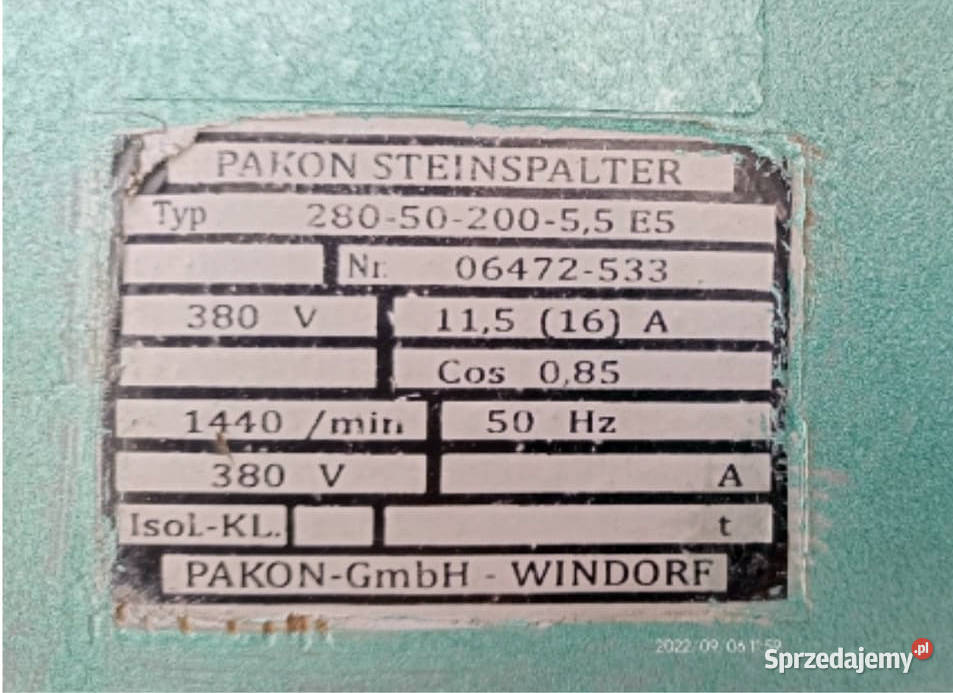 PAKON STEINSPALTER
Typ 280-50-200-5,5 E5
Nr. 06472-533
380 V 11,5 (16) A
Cos 0,85
1440 /min 50 Hz
380 V A
Isol.-KL. t
PAKON-GmbH - WINDORF
2022/09/06 11:59
Sprzedajemy.pl